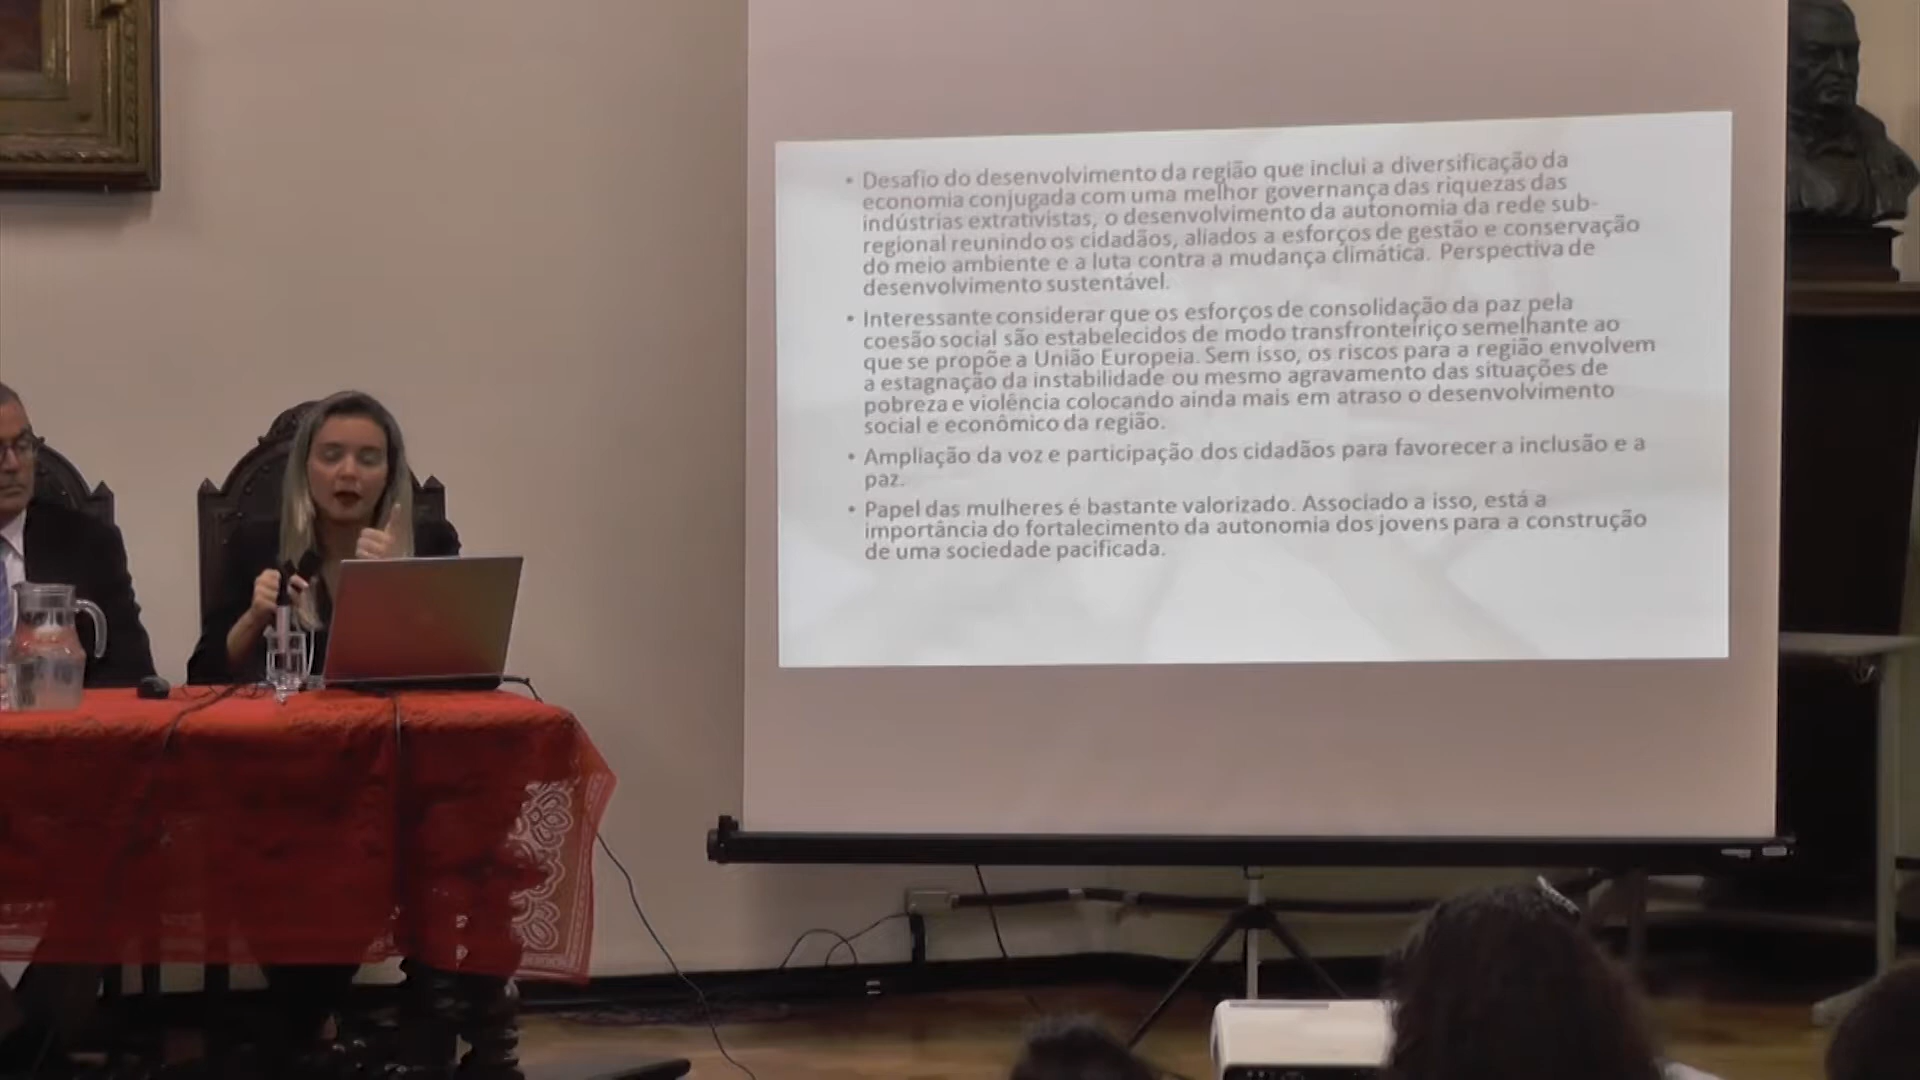 • Desafio do desenvolvimento da região que inclui a diversificação da
economia conjugada com uma melhor governança das riquezas das
indústrias extrativistas, o desenvolvimento da autonomia da rede sub-
regional reunindo os cidadãos, aliados a esforços de gestão e conservação
do meio ambiente e a luta contra a mudança climática. Perspectiva de
desenvolvimento sustentável.
• Interessante considerar que os esforços de consolidação da paz pela
coesão social são estabelecidos de modo transfronteiriço semelhante ao
que se propõe a União Europeia. Sem isso, os riscos para a região envolvem
a estagnação da instabilidade ou mesmo agravamento das situações de
pobreza e violência colocando ainda mais em atraso o desenvolvimento
social e econômico da região.
• Ampliação da voz e participação dos cidadãos para favorecer a inclusão e a
paz.
• Papel das mulheres é bastante valorizado. Associado a isso, está a
importância do fortalecimento da autonomia dos jovens para a construção
de uma sociedade pacificada.